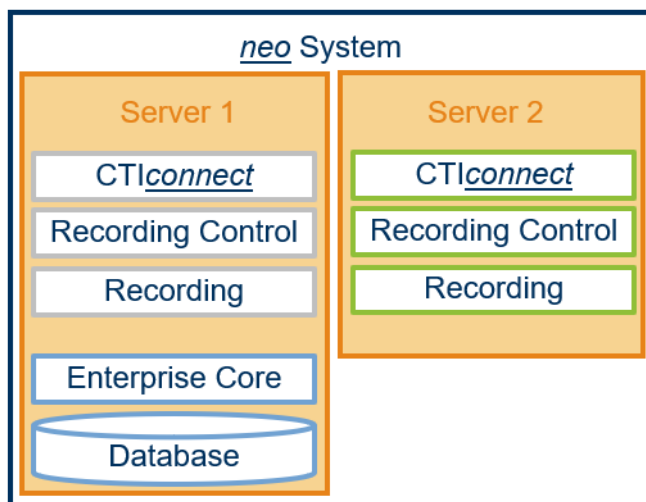 neo System
Server 1
CTIconnect
Recording Control
Recording
Enterprise Core
Database
Server 2
CTIconnect
Recording Control
Recording